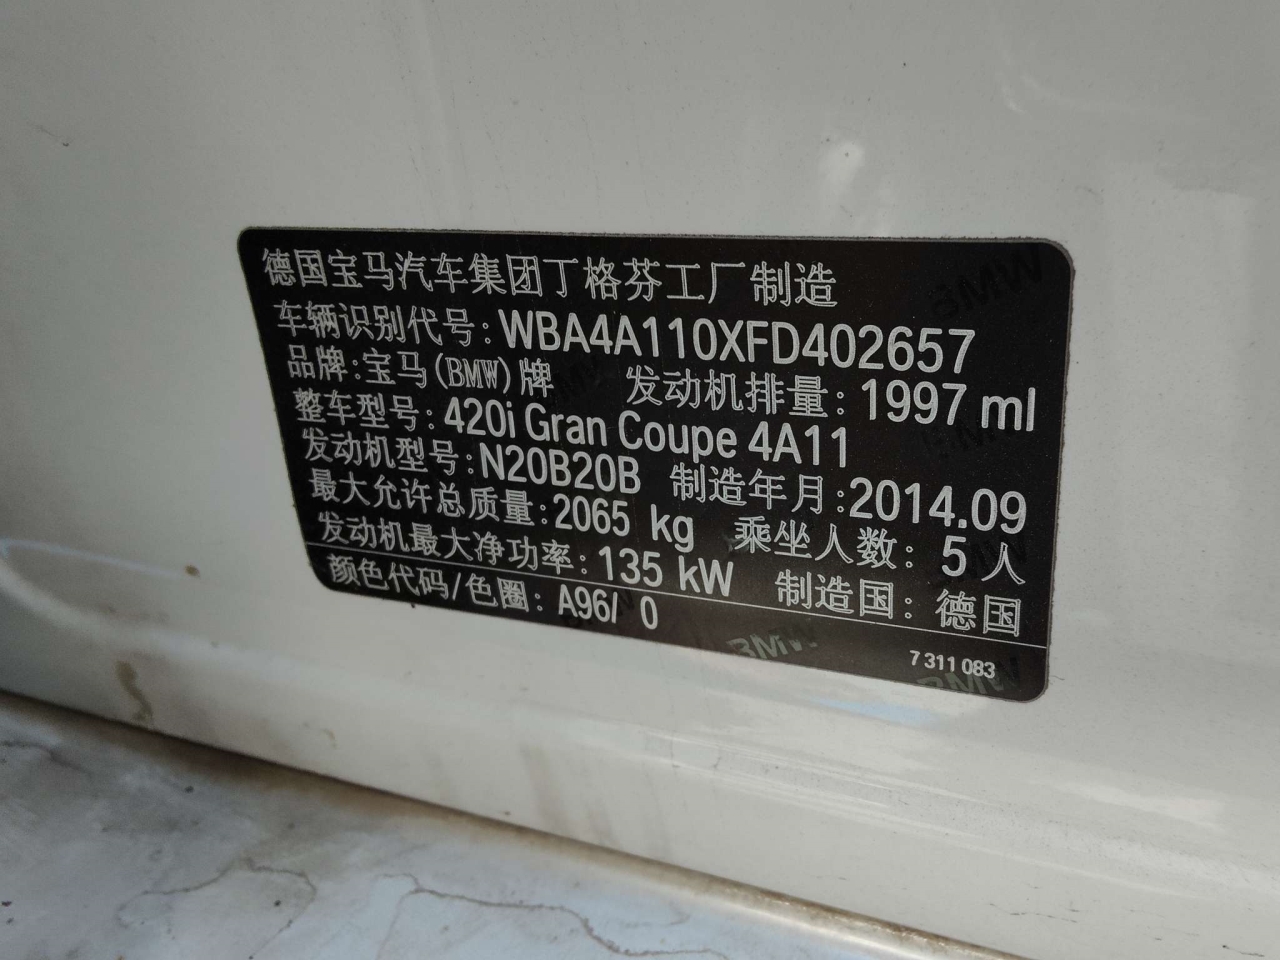 德国宝马汽车集团丁格芬工厂制造
车辆识别代号:WBA4A110XFD402657
品牌:宝马(BMW)牌 发动机排量:1997 ml
整车型号:420i Gran Coupe 4A11
发动机型号:N20B20B 制造年月:2014.09
最大允许总质量:2065 kg 乘坐人数:5人
发动机最大净功率:135 kW 制造国:德国
颜色代码/色圈:A96/ 0
7 311 083
BMW
BMW
BMW